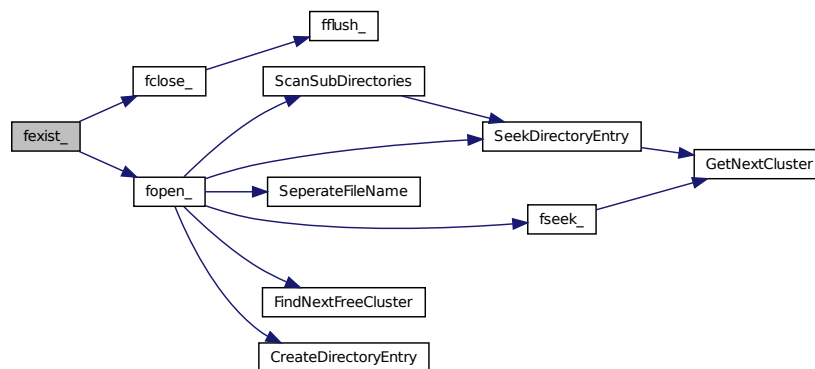 fflush_
fclose_
ScanSubDirectories
fexist_
SeekDirectoryEntry
GetNextCluster
fopen_
SeperateFileName
fseek_
FindNextFreeCluster
CreateDirectoryEntry